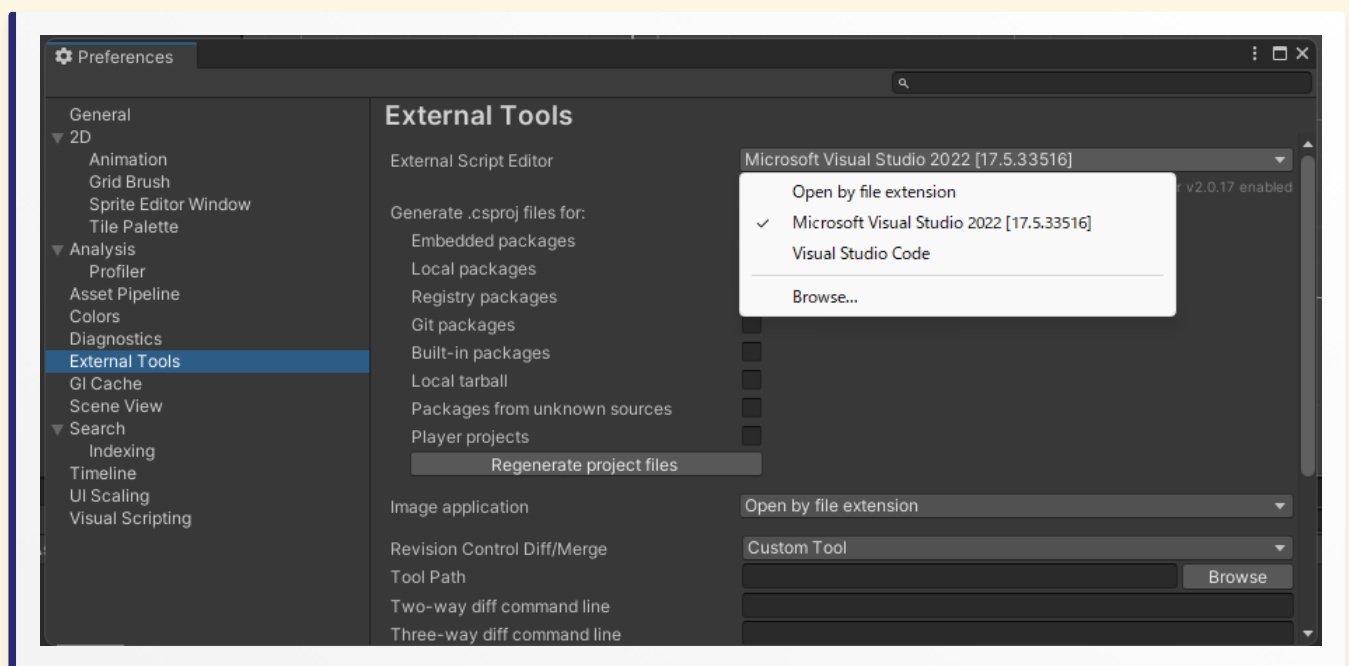 Preferences
General
2D
Animation
Grid Brush
Sprite Editor Window
Tile Palette
Analysis
Profiler
Asset Pipeline
Colors
Diagnostics
External Tools
GI Cache
Scene View
Search
Indexing
Timeline
UI Scaling
Visual Scripting
External Tools
External Script Editor
Microsoft Visual Studio 2022 [17.5.33516]
Open by file extension
Microsoft Visual Studio 2022 [17.5.33516]
Visual Studio Code
Browse...
v2.0.17 enabled
Generate .csproj files for:
Embedded packages
Local packages
Registry packages
Git packages
Built-in packages
Local tarball
Packages from unknown sources
Player projects
Regenerate project files
Image application
Open by file extension
Revision Control Diff/Merge
Custom Tool
Tool Path
Browse
Two-way diff command line
Three-way diff command line